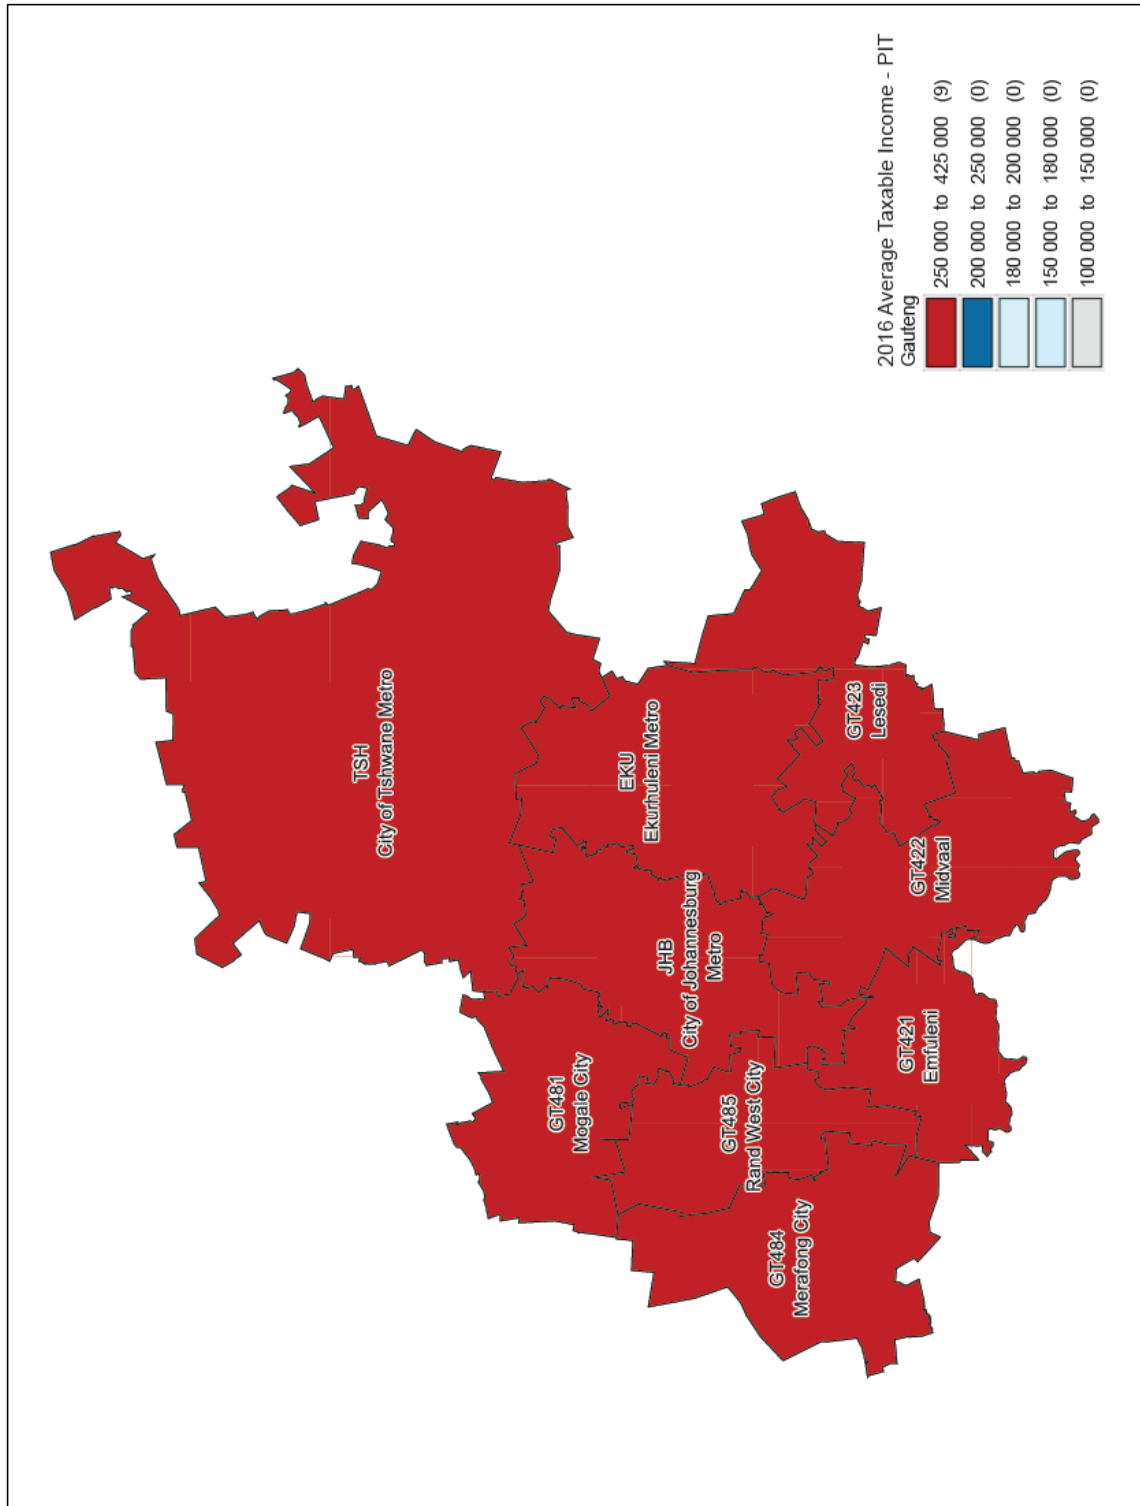 TSH
City of Tshwane Metro
GT481
Mogale City
JHB
City of Johannesburg
Metro
EKU
Ekurhuleni Metro
GT485
Rand West City
GT484
Merafong City
GT423
Lesedi
GT421
Emfuleni
GT422
Midvaal
2016 Average Taxable Income - PIT
Gauteng
250 000 to 425 000 (9)
200 000 to 250 000 (0)
180 000 to 200 000 (0)
150 000 to 180 000 (0)
100 000 to 150 000 (0)